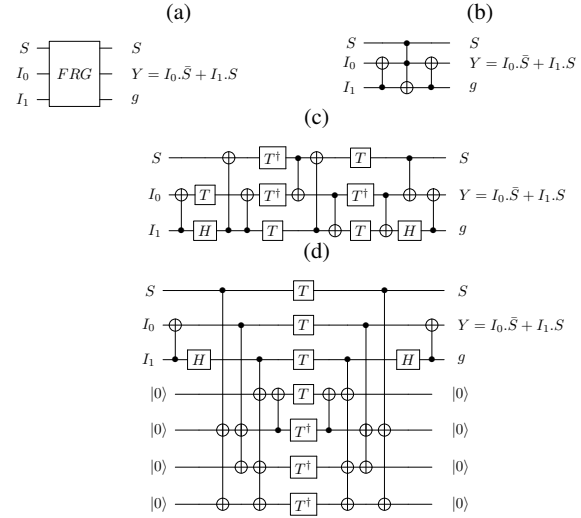 (a)
(b)
S FRG S
I₀ Y = I₀.S̄ + I₁.S
I₁ g
S S
I₀ Y = I₀.S̄ + I₁.S
I₁ g
(c)
S T† T S
I₀ T T† T† Y = I₀.S̄ + I₁.S
I₁ H T T H g
(d)
S T S
I₀ T Y = I₀.S̄ + I₁.S
I₁ H T H g
|0⟩ T |0⟩
|0⟩ T† |0⟩
|0⟩ T† |0⟩
|0⟩ T† |0⟩